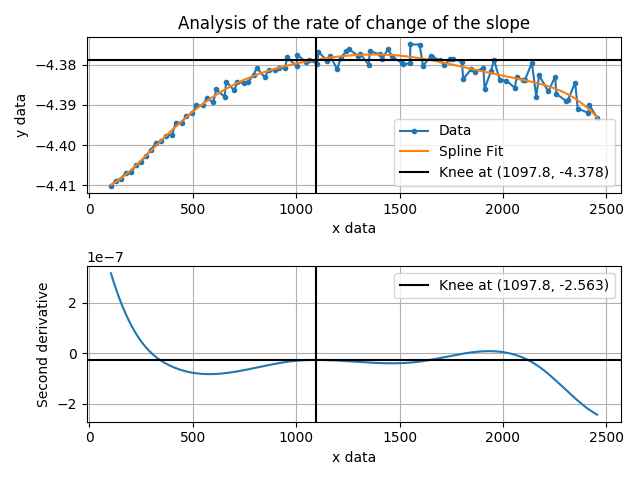 Analysis of the rate of change of the slope
y data
−4.38
−4.39
−4.40
−4.41
Data
Spline Fit
Knee at (1097.8, -4.378)
0 500 1000 1500 2000 2500
x data
1e−7
Second derivative
2
0
−2
Knee at (1097.8, -2.563)
0 500 1000 1500 2000 2500
x data